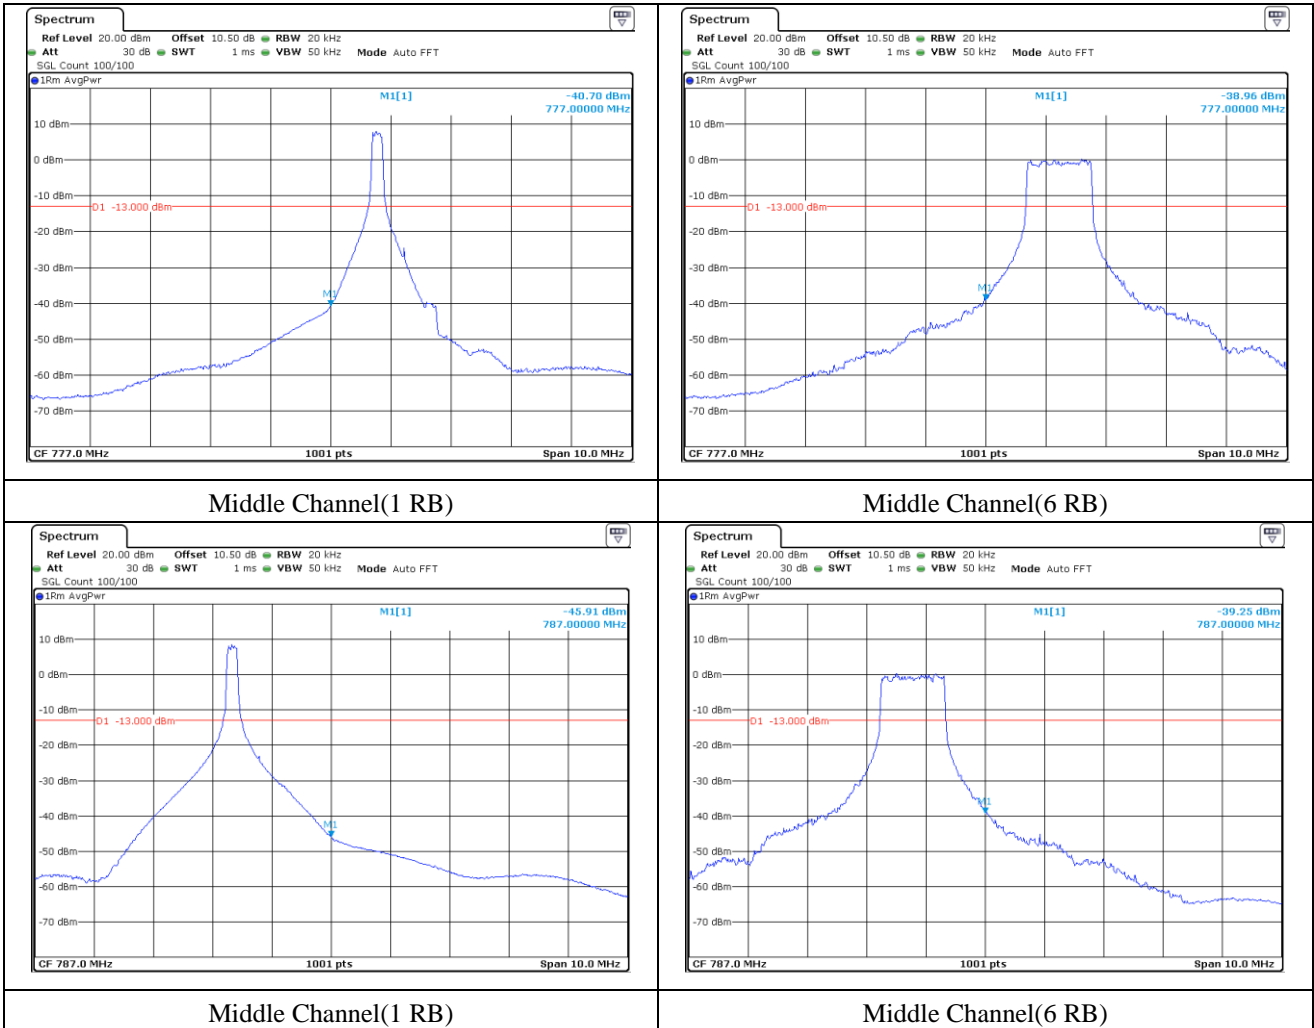 Spectrum
Ref Level 20.00 dBm Offset 10.50 dB RBW 20 kHz
Att 30 dB SWT 1 ms VBW 50 kHz Mode Auto FFT
SGL Count 100/100
1Rm AvgPwr
M1[1] -40.70 dBm
777.00000 MHz
10 dBm
0 dBm
-10 dBm
D1 -13.000 dBm
-20 dBm
-30 dBm
M1
-40 dBm
-50 dBm
-60 dBm
-70 dBm
CF 777.0 MHz 1001 pts Span 10.0 MHz
Middle Channel(1 RB)
Spectrum
Ref Level 20.00 dBm Offset 10.50 dB RBW 20 kHz
Att 30 dB SWT 1 ms VBW 50 kHz Mode Auto FFT
SGL Count 100/100
1Rm AvgPwr
M1[1] -38.96 dBm
777.00000 MHz
10 dBm
0 dBm
-10 dBm
D1 -13.000 dBm
-20 dBm
-30 dBm
M1
-40 dBm
-50 dBm
-60 dBm
-70 dBm
CF 777.0 MHz 1001 pts Span 10.0 MHz
Middle Channel(6 RB)
Spectrum
Ref Level 20.00 dBm Offset 10.50 dB RBW 20 kHz
Att 30 dB SWT 1 ms VBW 50 kHz Mode Auto FFT
SGL Count 100/100
1Rm AvgPwr
M1[1] -45.91 dBm
787.00000 MHz
10 dBm
0 dBm
-10 dBm
D1 -13.000 dBm
-20 dBm
-30 dBm
-40 dBm
M1
-50 dBm
-60 dBm
-70 dBm
CF 787.0 MHz 1001 pts Span 10.0 MHz
Middle Channel(1 RB)
Spectrum
Ref Level 20.00 dBm Offset 10.50 dB RBW 20 kHz
Att 30 dB SWT 1 ms VBW 50 kHz Mode Auto FFT
SGL Count 100/100
1Rm AvgPwr
M1[1] -39.25 dBm
787.00000 MHz
10 dBm
0 dBm
-10 dBm
D1 -13.000 dBm
-20 dBm
-30 dBm
M1
-40 dBm
-50 dBm
-60 dBm
-70 dBm
CF 787.0 MHz 1001 pts Span 10.0 MHz
Middle Channel(6 RB)